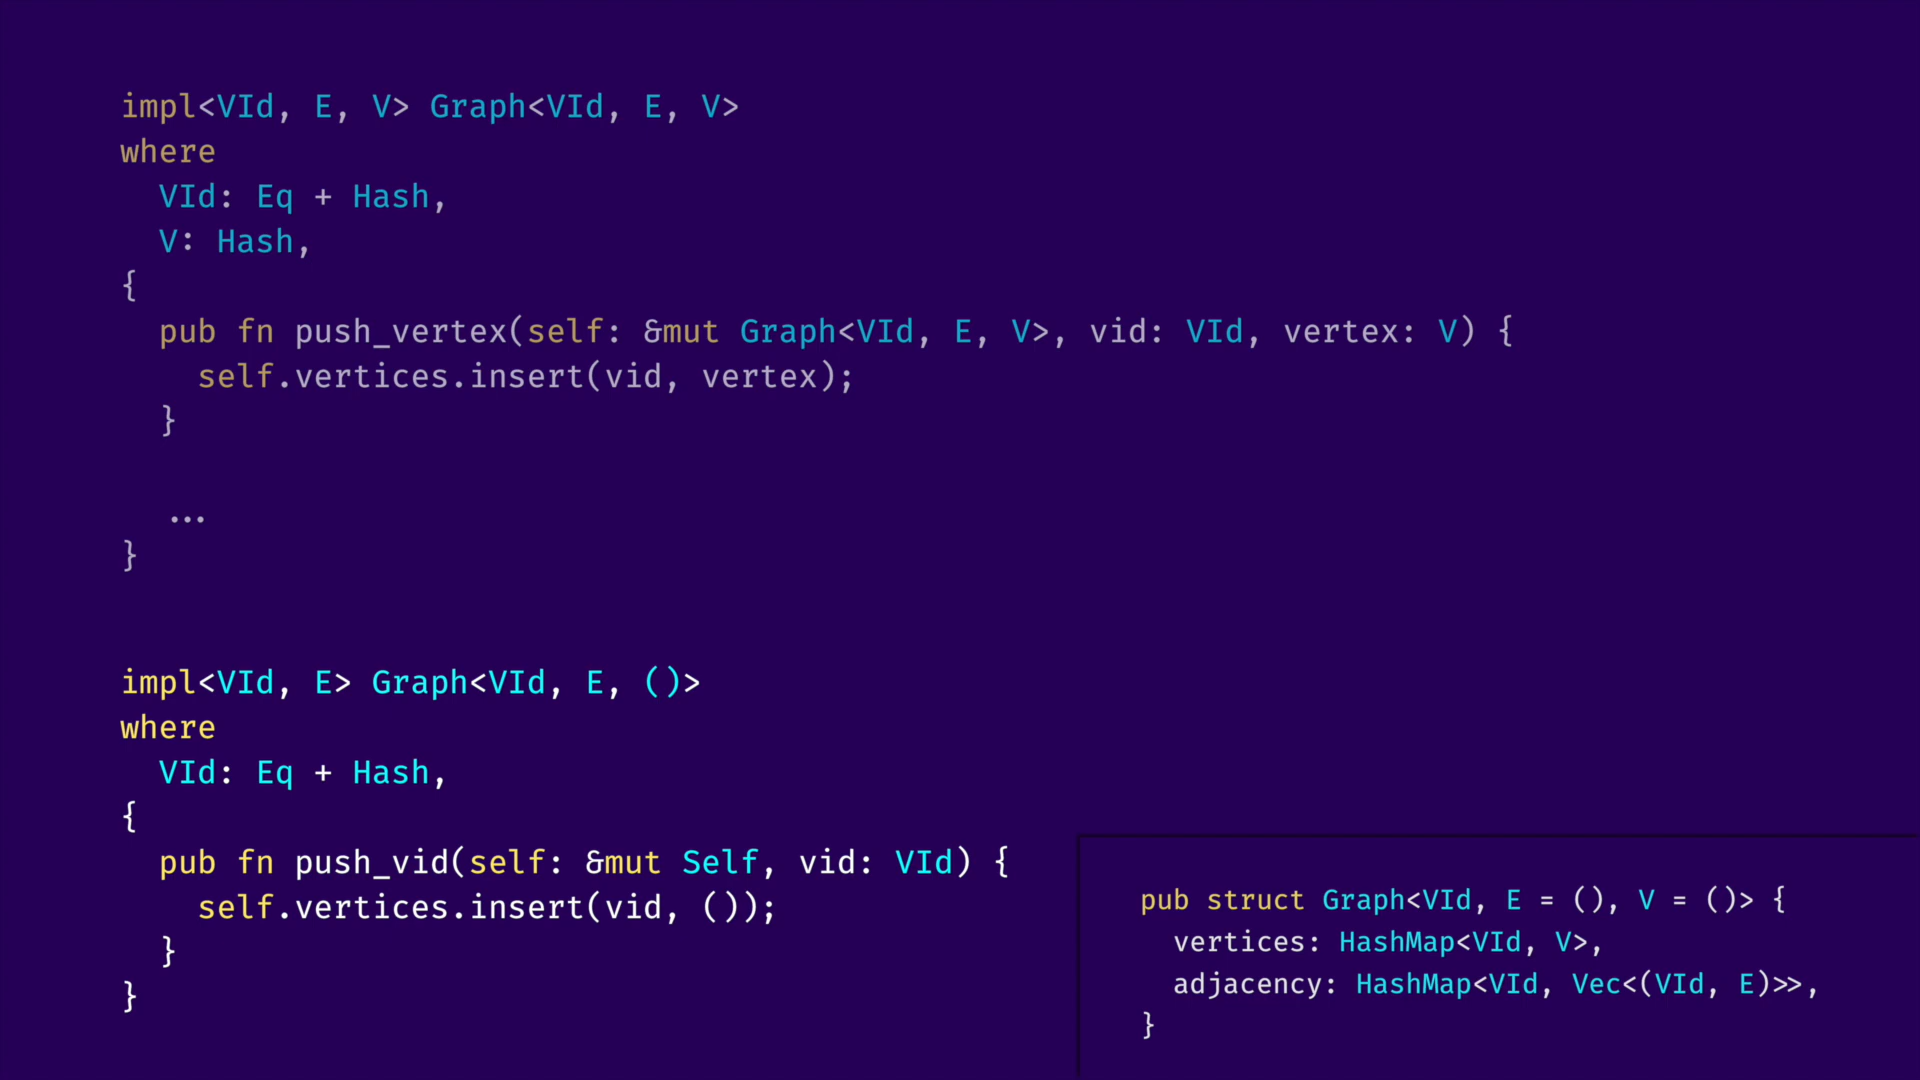 impl<VId, E, V> Graph<VId, E, V>
where
  VId: Eq + Hash,
  V: Hash,
{
  pub fn push_vertex(self: &mut Graph<VId, E, V>, vid: VId, vertex: V) {
    self.vertices.insert(vid, vertex);
  }
  ...
}
impl<VId, E> Graph<VId, E, ()>
where
  VId: Eq + Hash,
{
  pub fn push_vid(self: &mut Self, vid: VId) {
    self.vertices.insert(vid, ());
  }
}
pub struct Graph<VId, E = (), V = ()> {
  vertices: HashMap<VId, V>,
  adjacency: HashMap<VId, Vec<(VId, E)>>,
}